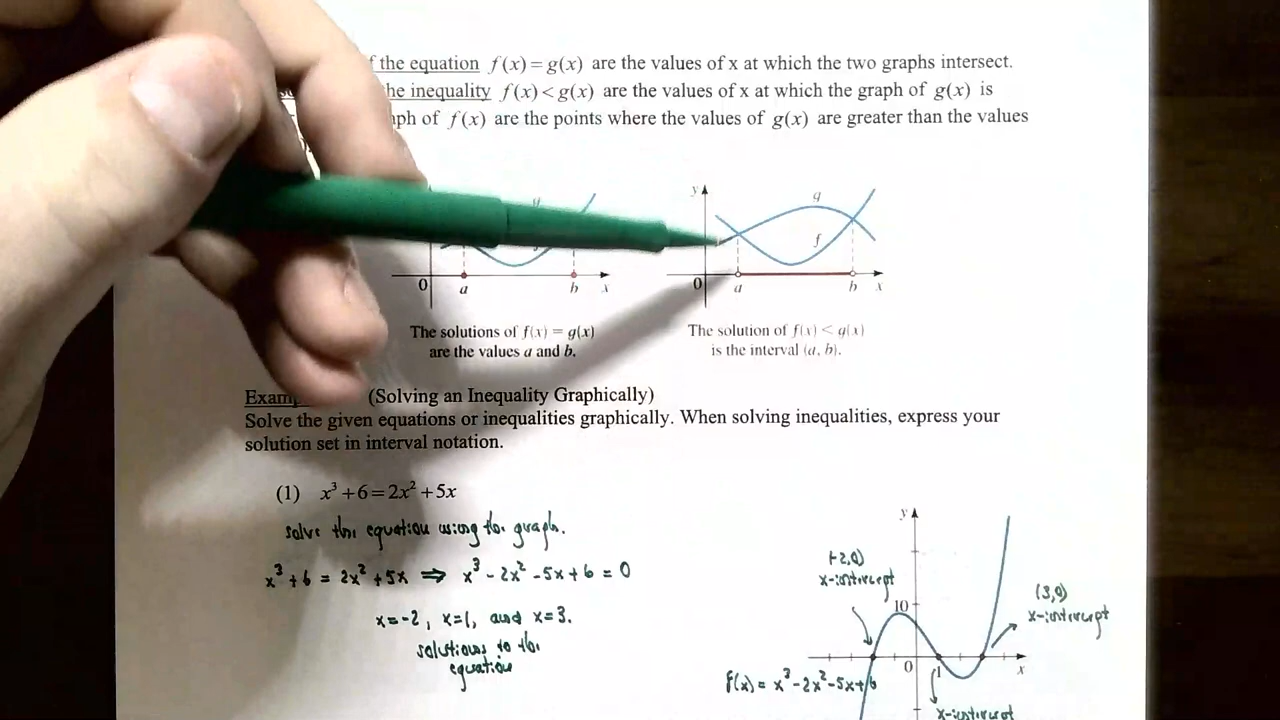 the equation f(x) = g(x) are the values of x at which the two graphs intersect.
he inequality f(x) < g(x) are the values of x at which the graph of g(x) is
ph of f(x) are the points where the values of g(x) are greater than the values
y g
0 a b x
y g f
0 a b x
The solutions of f(x) = g(x)
are the values a and b.
The solution of f(x) < g(x)
is the interval (a, b).
Exam (Solving an Inequality Graphically)
Solve the given equations or inequalities graphically. When solving inequalities, express your
solution set in interval notation.
(1) x³ + 6 = 2x² + 5x
solve the equation using the graph.
x³ + 6 = 2x² + 5x ⇒ x³ - 2x² - 5x + 6 = 0
x=-2, x=1, and x=3.
solutions to the
equation
y
(-2,0)
x-intercept
10
(3,0)
x-intercept
0 1 x
f(x) = x³-2x²-5x+6
x-intercept